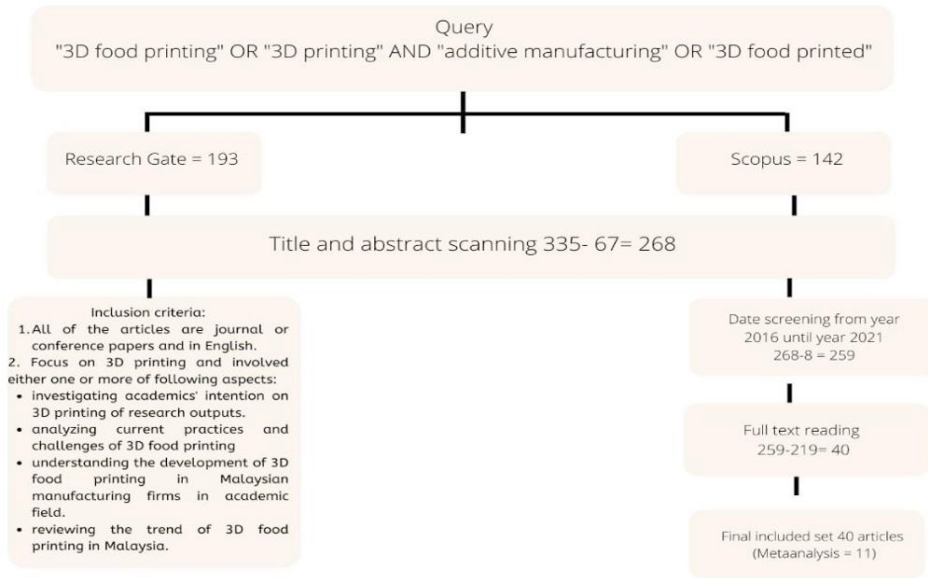 Query
"3D food printing" OR "3D printing" AND "additive manufacturing" OR "3D food printed"
Research Gate = 193
Scopus = 142
Title and abstract scanning 335- 67= 268
Inclusion criteria:
1.All of the articles are journal or
conference papers and in English.
2. Focus on 3D printing and involved
either one or more of following aspects:
• investigating academics' intention on
3D printing of research outputs.
• analyzing current practices and
challenges of 3D food printing
• understanding the development of 3D
food printing in Malaysian
manufacturing firms in academic
field.
• reviewing the trend of 3D food
printing in Malaysia.
Date screening from year
2016 until year 2021
268-8 = 259
Full text reading
259-219= 40
Final included set 40 articles
(Metaanalysis = 11)